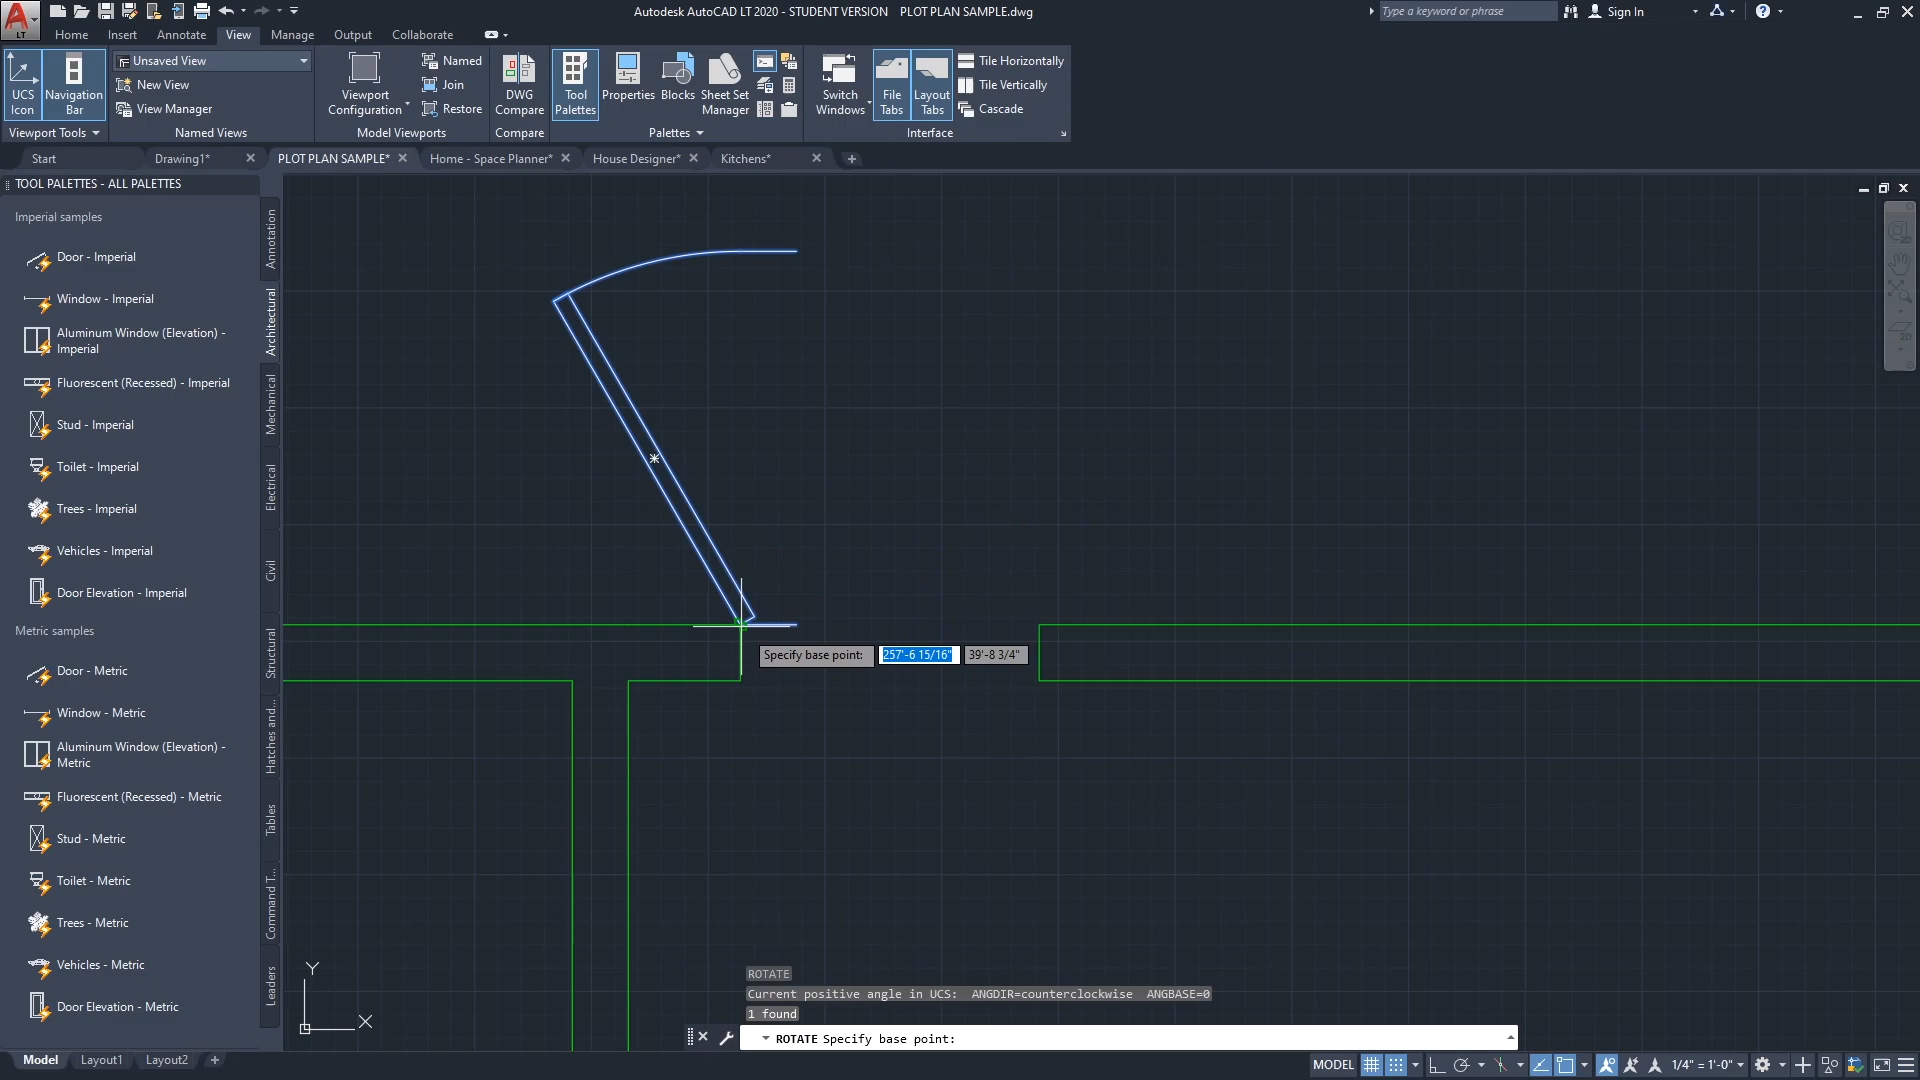 Autodesk AutoCAD LT 2020 - STUDENT VERSION PLOT PLAN SAMPLE.dwg
Type a keyword or phrase
Sign In
LT
Home Insert Annotate View Manage Output Collaborate
UCS Icon
Navigation Bar
Viewport Tools
Unsaved View
New View
View Manager
Named Views
Viewport Configuration
Named
Join
Restore
Model Viewports
DWG Compare
Compare
Tool Palettes
Properties
Blocks
Sheet Set Manager
Palettes
Switch Windows
File Tabs
Layout Tabs
Tile Horizontally
Tile Vertically
Cascade
Interface
Start Drawing1* PLOT PLAN SAMPLE* Home - Space Planner* House Designer* Kitchens*
TOOL PALETTES - ALL PALETTES
Imperial samples
Door - Imperial
Window - Imperial
Aluminum Window (Elevation) -
Imperial
Fluorescent (Recessed) - Imperial
Stud - Imperial
Toilet - Imperial
Trees - Imperial
Vehicles - Imperial
Door Elevation - Imperial
Metric samples
Door - Metric
Window - Metric
Aluminum Window (Elevation) -
Metric
Fluorescent (Recessed) - Metric
Stud - Metric
Toilet - Metric
Trees - Metric
Vehicles - Metric
Door Elevation - Metric
Annotation
Architectural
Mechanical
Electrical
Civil
Structural
Hatches and...
Tables
Command T...
Leaders
Specify base point: 257'-6 15/16" 39'-8 3/4"
Y
X
ROTATE
Current positive angle in UCS: ANGDIR=counterclockwise ANGBASE=0
1 found
ROTATE Specify base point:
Model Layout1 Layout2
MODEL 1/4" = 1'-0"